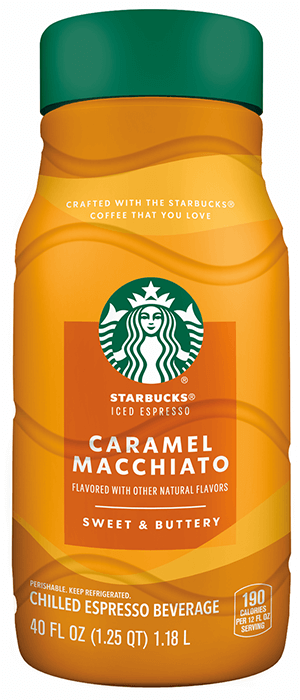 CRAFTED WITH THE STARBUCKS®
COFFEE THAT YOU LOVE
®
STARBUCKS®
ICED ESPRESSO
CARAMEL
MACCHIATO
FLAVORED WITH OTHER NATURAL FLAVORS
SWEET & BUTTERY
PERISHABLE. KEEP REFRIGERATED.
CHILLED ESPRESSO BEVERAGE
40 FL OZ (1.25 QT) 1.18 L
190
CALORIES
PER 12 FL OZ
SERVING